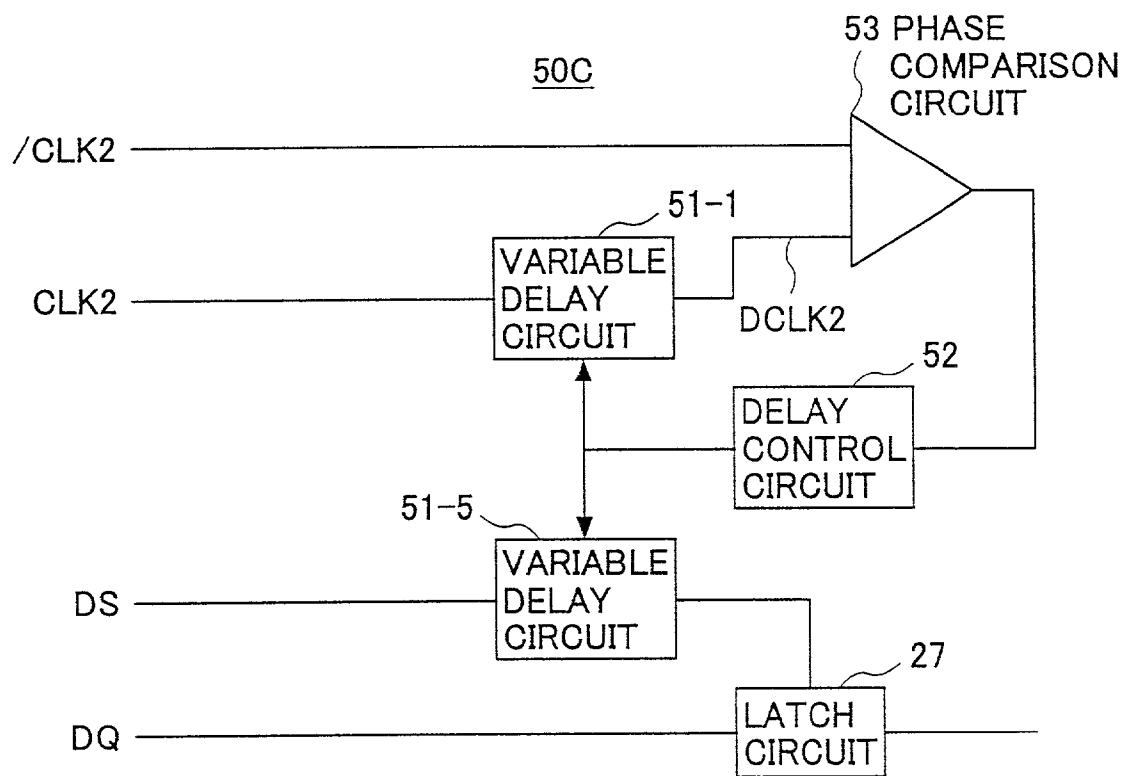 53 PHASE
COMPARISON
CIRCUIT
50C
/CLK2
51-1
VARIABLE
DELAY
CIRCUIT
CLK2
DCLK2
52
DELAY
CONTROL
CIRCUIT
51-5
VARIABLE
DELAY
CIRCUIT
DS
27
LATCH
CIRCUIT
DQ